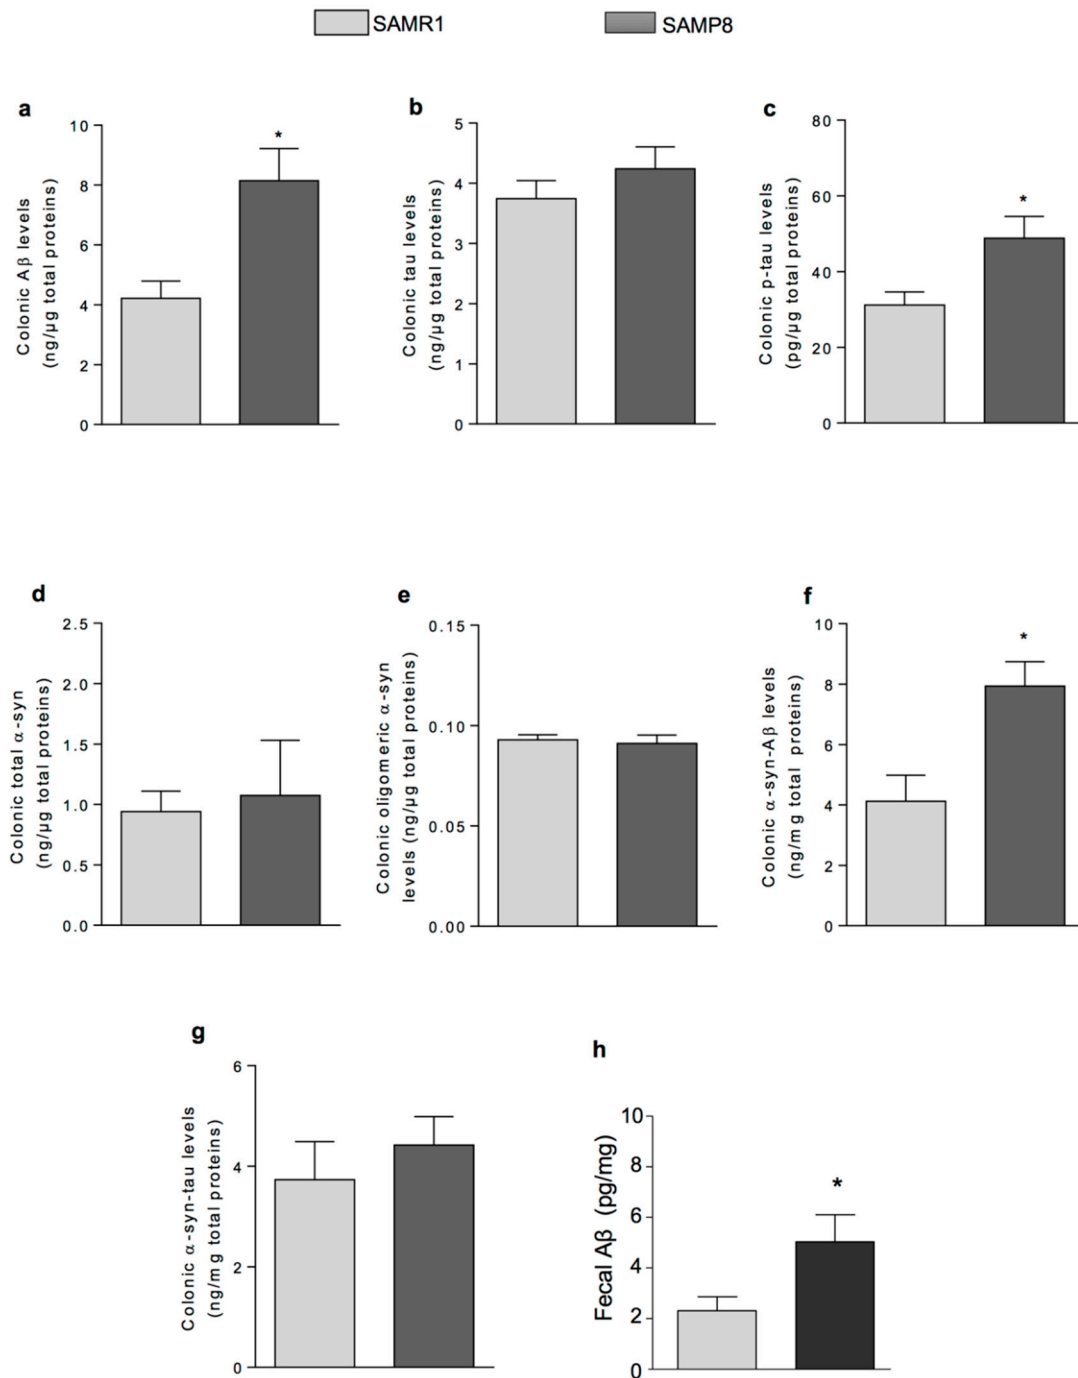 SAMR1
SAMP8
a
Colonic Aβ levels
(ng/µg total proteins)
10
8
6
4
2
0
*
b
Colonic tau levels
(ng/µg total proteins)
5
4
3
2
1
0
c
Colonic p-tau levels
(pg/µg total proteins)
80
60
40
20
0
*
d
Colonic total α-syn
(ng/µg total proteins)
2.5
2.0
1.5
1.0
0.5
0.0
e
Colonic oligomeric α-syn
levels (ng/µg total proteins)
0.15
0.10
0.05
0.00
f
Colonic α-syn-Aβ levels
(ng/mg total proteins)
10
8
6
4
2
0
*
g
Colonic α-syn-tau levels
(ng/mg total proteins)
6
4
2
0
h
Fecal Aβ (pg/mg)
10
8
6
4
2
0
*